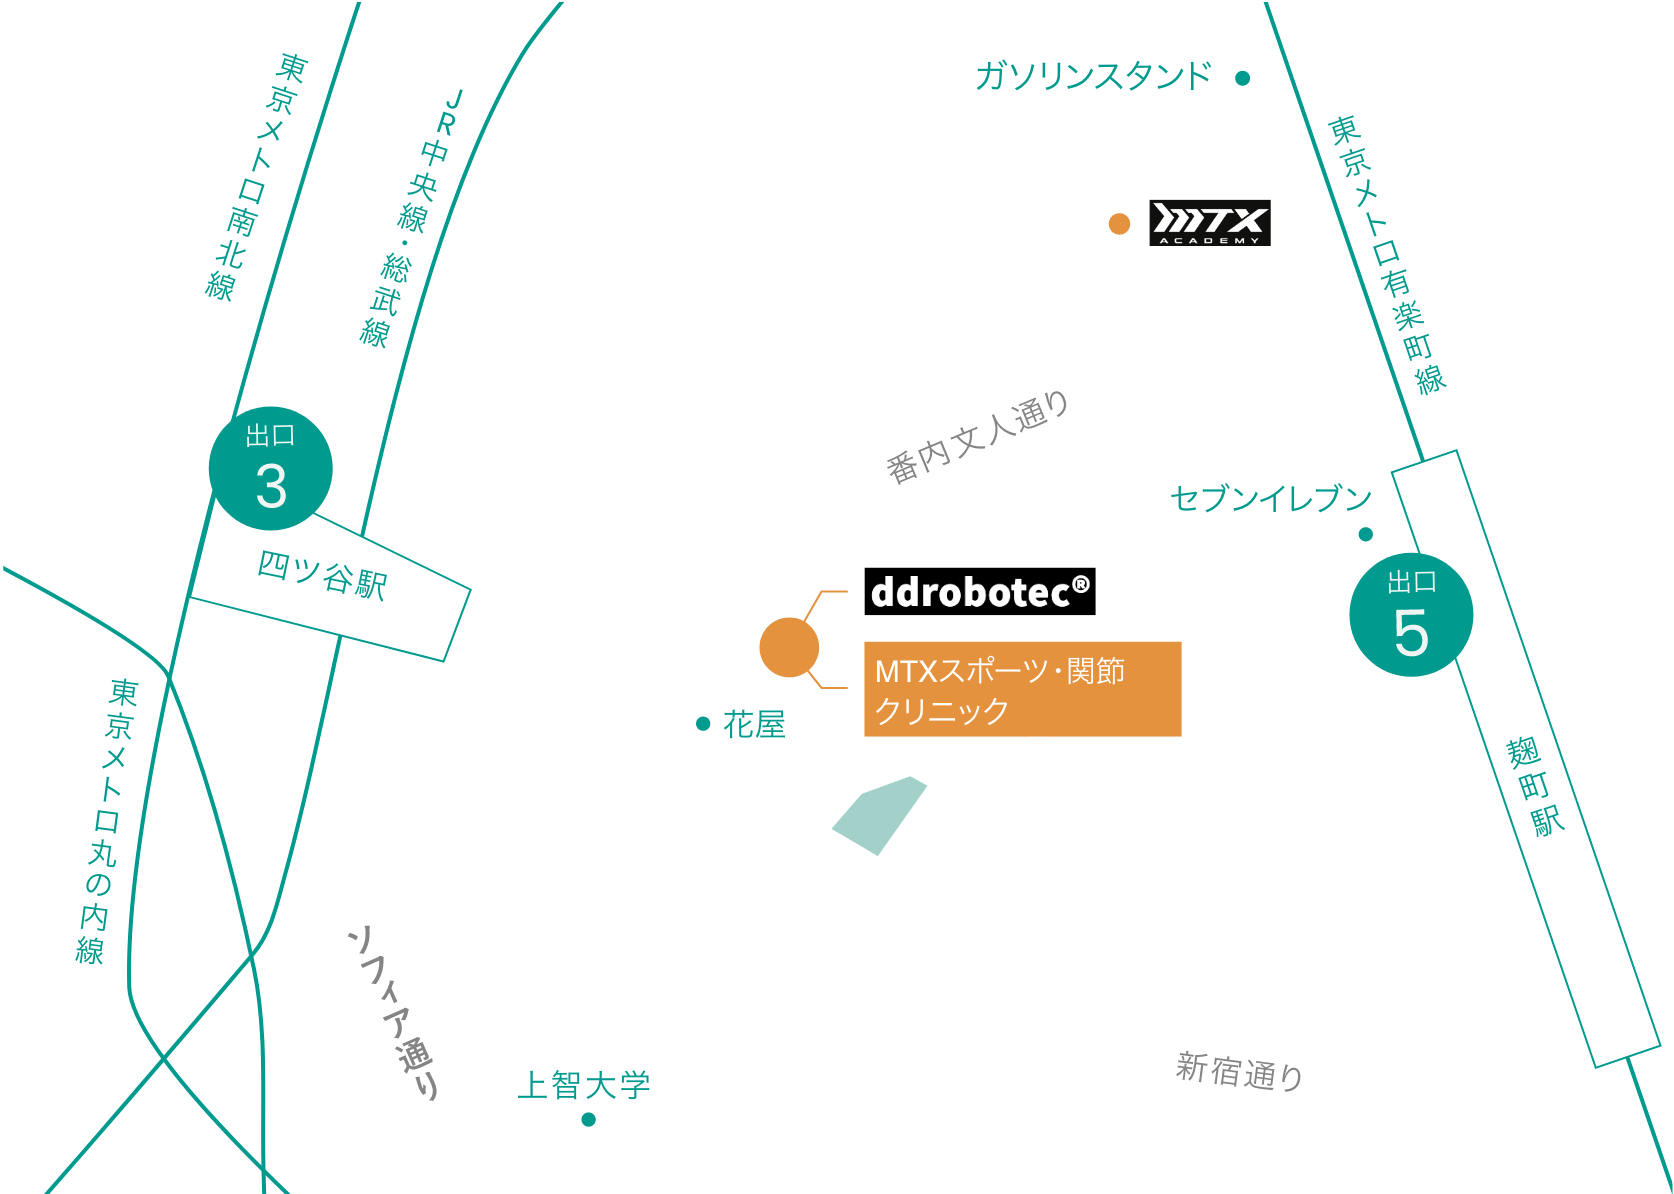 東京メトロ南北線
JR中央線・総武線
ガソリンスタンド
東京メトロ有楽町線
MTX
ACADEMY
出口
3
四ツ谷駅
番内文人通り
セブンイレブン
出口
5
ddrobotec®
MTXスポーツ・関節
クリニック
花屋
東京メトロ丸の内線
麹町駅
ソフィア通り
上智大学
新宿通り